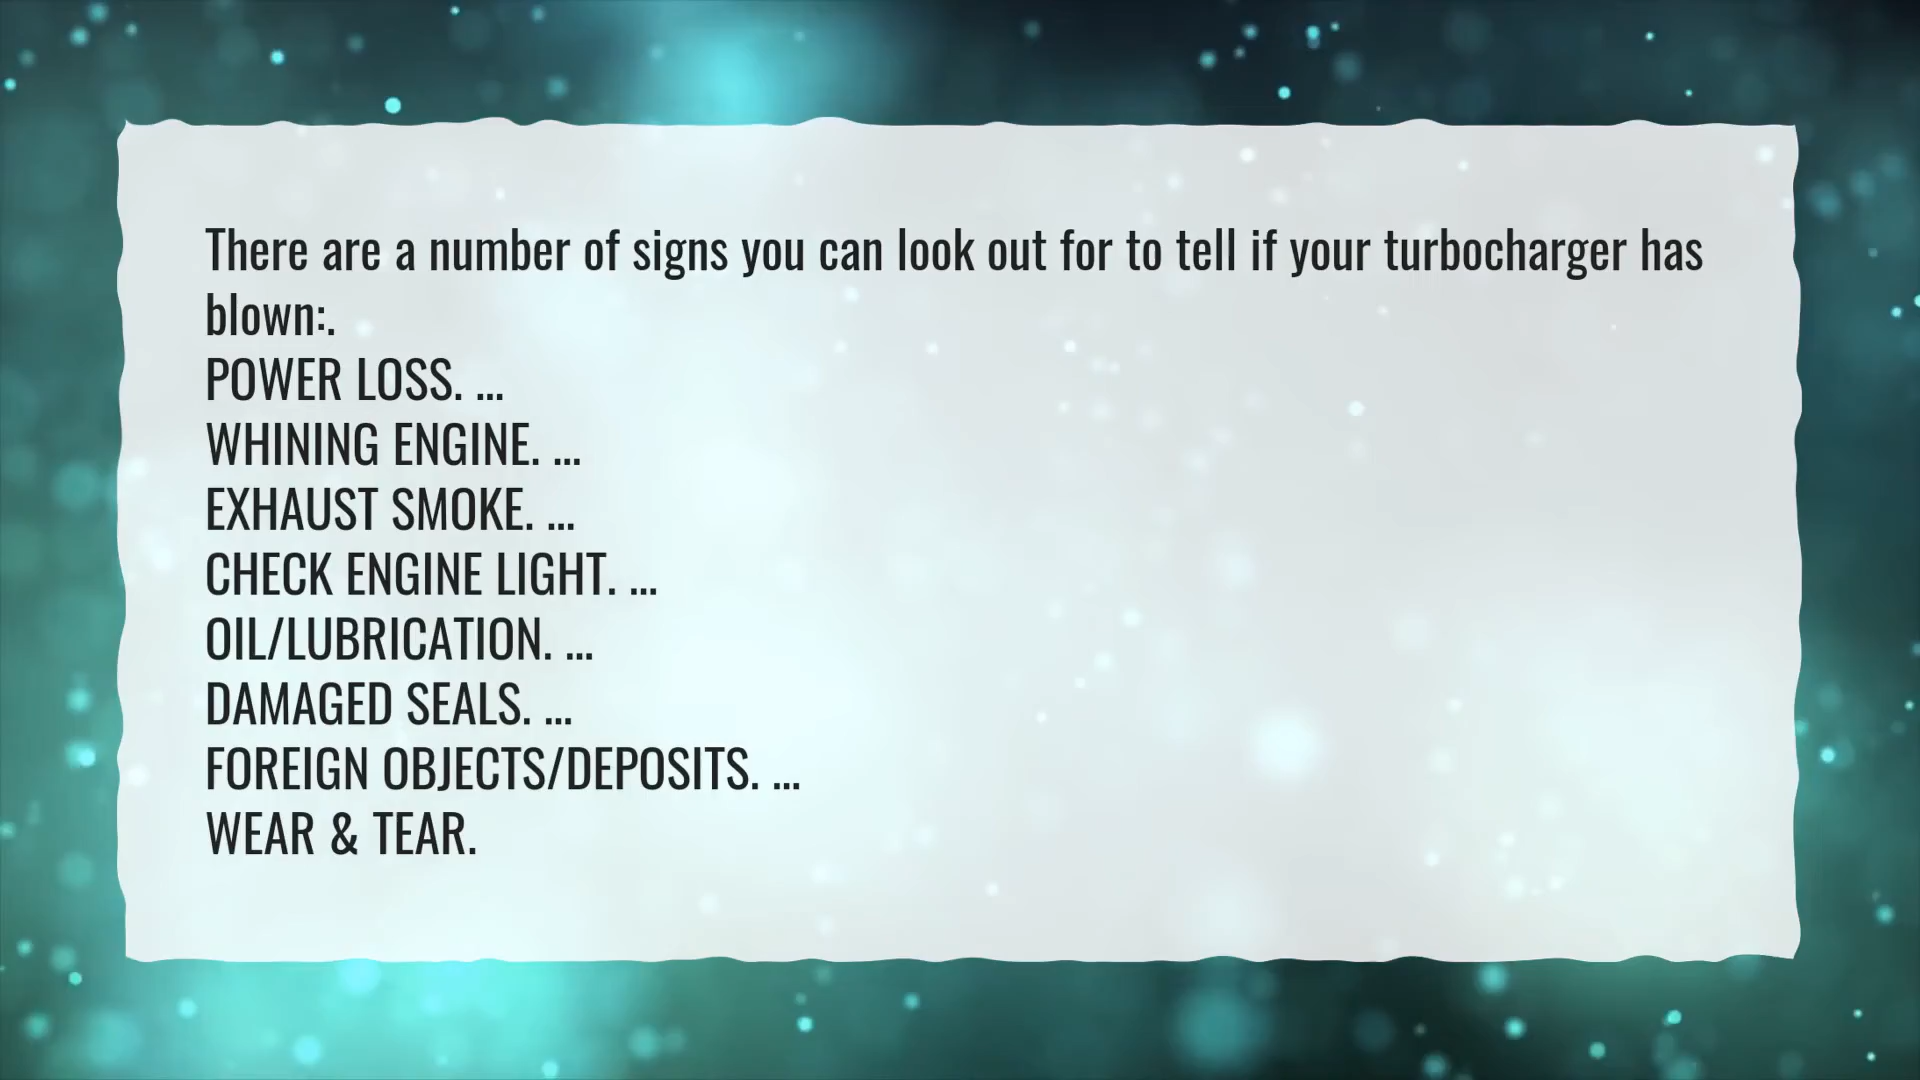 There are a number of signs you can look out for to tell if your turbocharger has
blown:.
POWER LOSS. ...
WHINING ENGINE. ...
EXHAUST SMOKE. ...
CHECK ENGINE LIGHT. ...
OIL/LUBRICATION. ...
DAMAGED SEALS. ...
FOREIGN OBJECTS/DEPOSITS. ...
WEAR & TEAR.